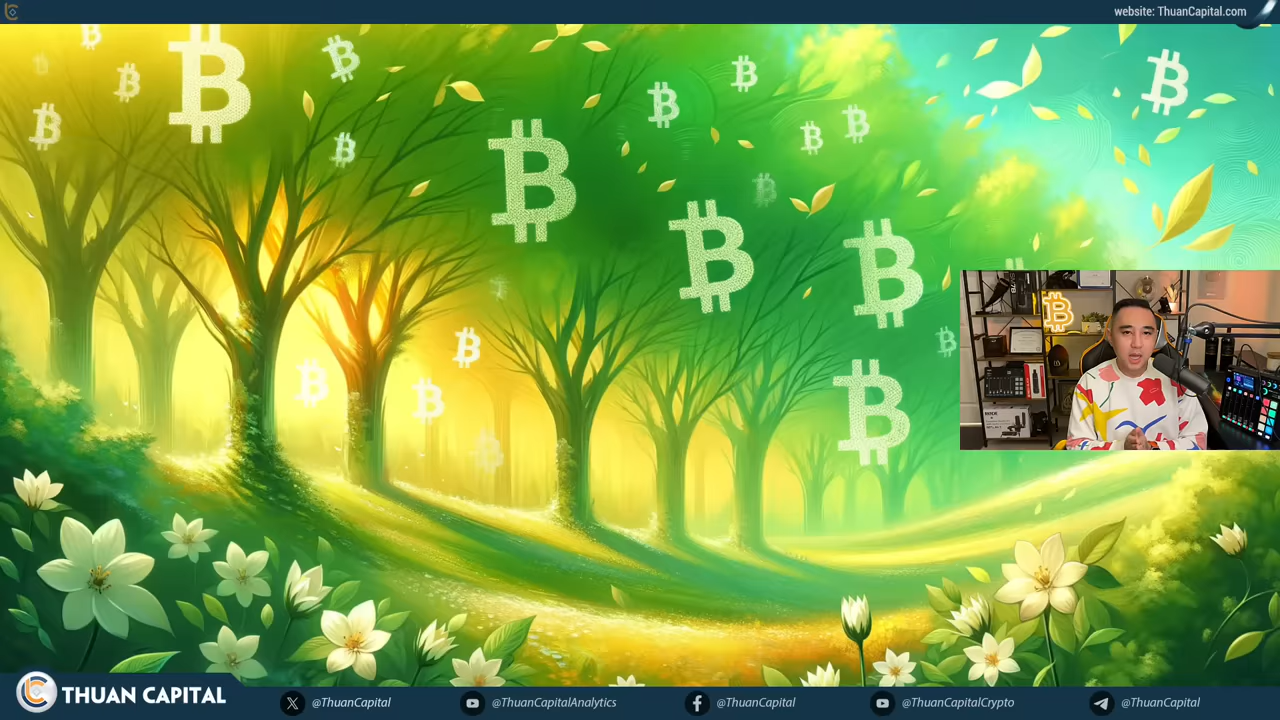 website: ThuanCapital.com
THUAN CAPITAL
@ThuanCapital
@ThuanCapitalAnalytics
@ThuanCapital
@ThuanCapitalCrypto
@ThuanCapital